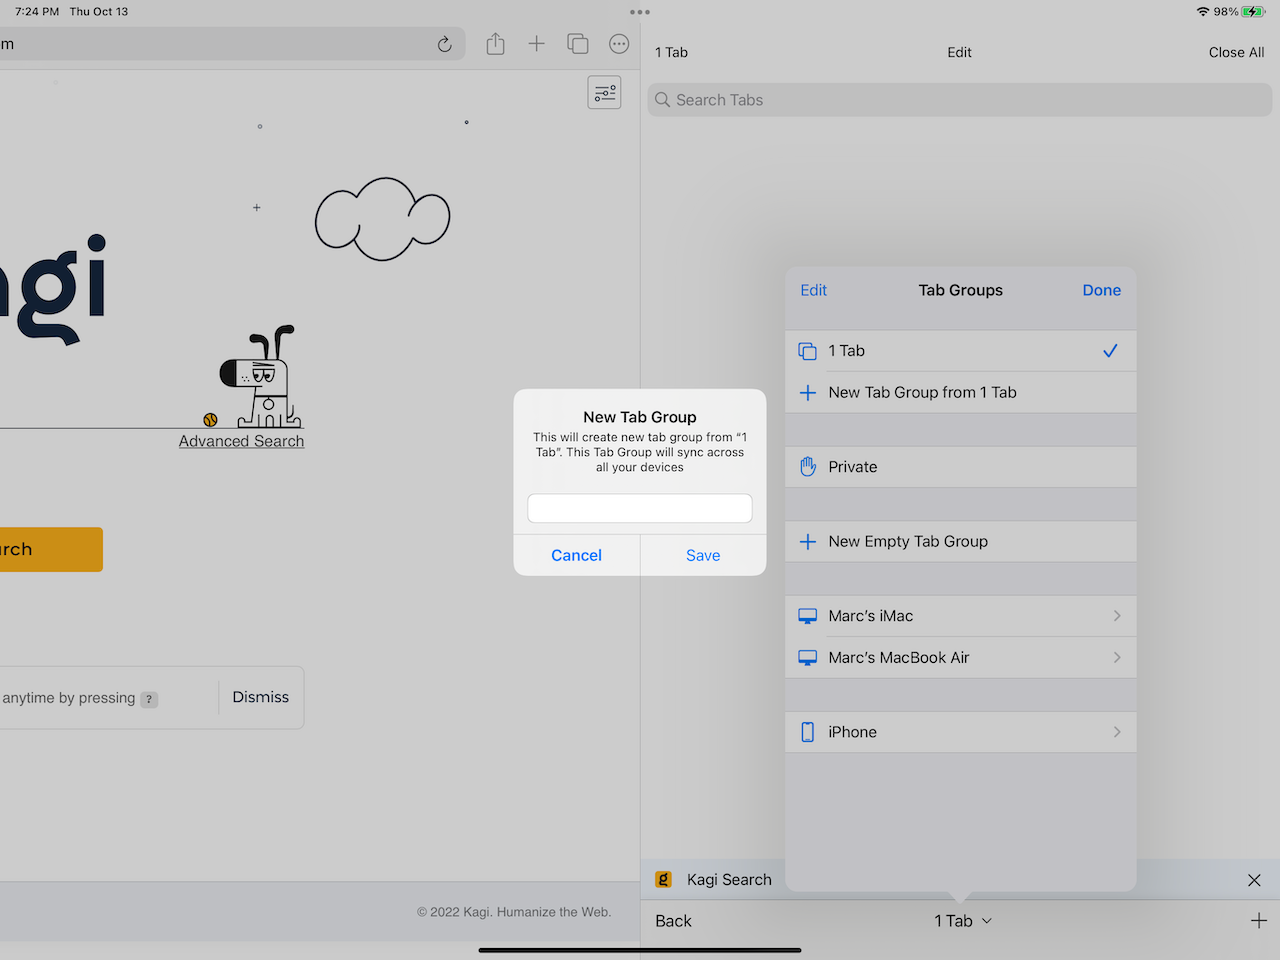 7:24 PM Thu Oct 13
98%
m
agi
Advanced Search
rch
anytime by pressing ?
Dismiss
© 2022 Kagi. Humanize the Web.
1 Tab
Edit
Close All
Search Tabs
Edit
Tab Groups
Done
1 Tab
New Tab Group from 1 Tab
Private
New Empty Tab Group
Marc’s iMac
Marc’s MacBook Air
iPhone
New Tab Group
This will create new tab group from “1
Tab”. This Tab Group will sync across
all your devices
Cancel
Save
g
Kagi Search
Back
1 Tab